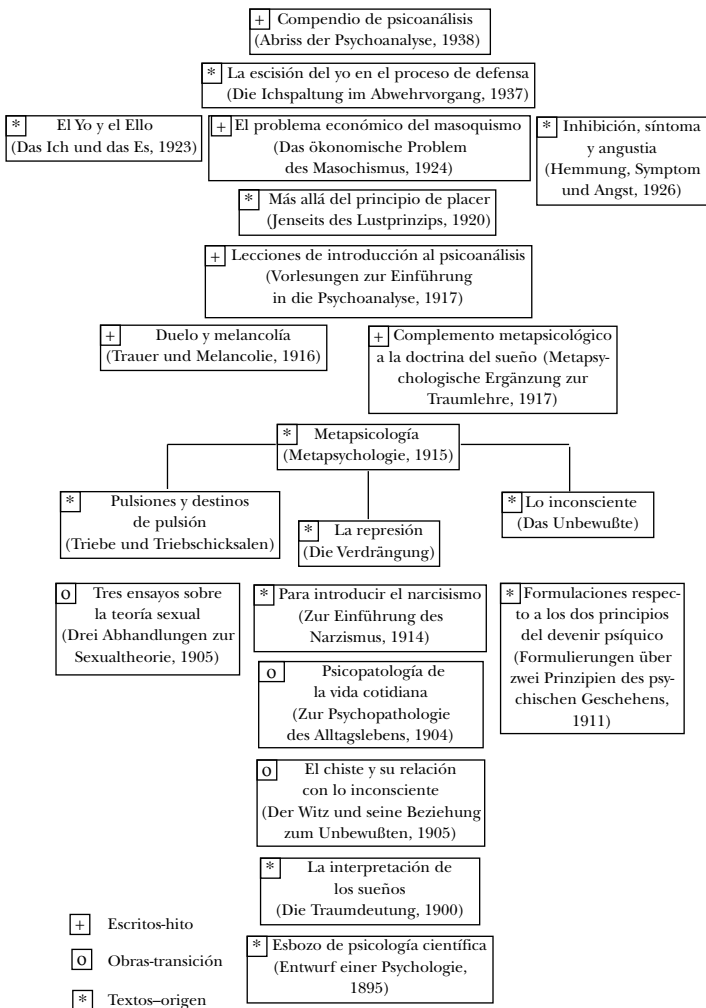 + Compendio de psicoanálisis
(Abriss der Psychoanalyse, 1938)
* La escisión del yo en el proceso de defensa
(Die Ichspaltung im Abwehrvorgang, 1937)
* El Yo y el Ello
(Das Ich und das Es, 1923)
+ El problema económico del masoquismo
(Das ökonomische Problem
des Masochismus, 1924)
* Inhibición, síntoma
y angustia
(Hemmung, Symptom
und Angst, 1926)
* Más allá del principio de placer
(Jenseits des Lustprinzips, 1920)
+ Lecciones de introducción al psicoanálisis
(Vorlesungen zur Einführung
in die Psychoanalyse, 1917)
+ Duelo y melancolía
(Trauer und Melancolie, 1916)
+ Complemento metapsicológico
a la doctrina del sueño (Metapsy-
chologische Ergänzung zur
Traumlehre, 1917)
* Metapsicología
(Metapsychologie, 1915)
* Pulsiones y destinos
de pulsión
(Triebe und Triebschicksalen)
* La represión
(Die Verdrängung)
* Lo inconsciente
(Das Unbewußte)
o Tres ensayos sobre
la teoría sexual
(Drei Abhandlungen zur
Sexualtheorie, 1905)
* Para introducir el narcisismo
(Zur Einführung des
Narzismus, 1914)
* Formulaciones respec-
to a los dos principios
del devenir psíquico
(Formulierungen über
zwei Prinzipien des psy-
chischen Geschehens,
1911)
o Psicopatología de
la vida cotidiana
(Zur Psychopathologie
des Alltagslebens, 1904)
o El chiste y su relación
con lo inconsciente
(Der Witz und seine Beziehung
zum Unbewußten, 1905)
* La interpretación de
los sueños
(Die Traumdeutung, 1900)
* Esbozo de psicología científica
(Entwurf einer Psychologie,
1895)
+ Escritos-hito
o Obras-transición
* Textos–origen